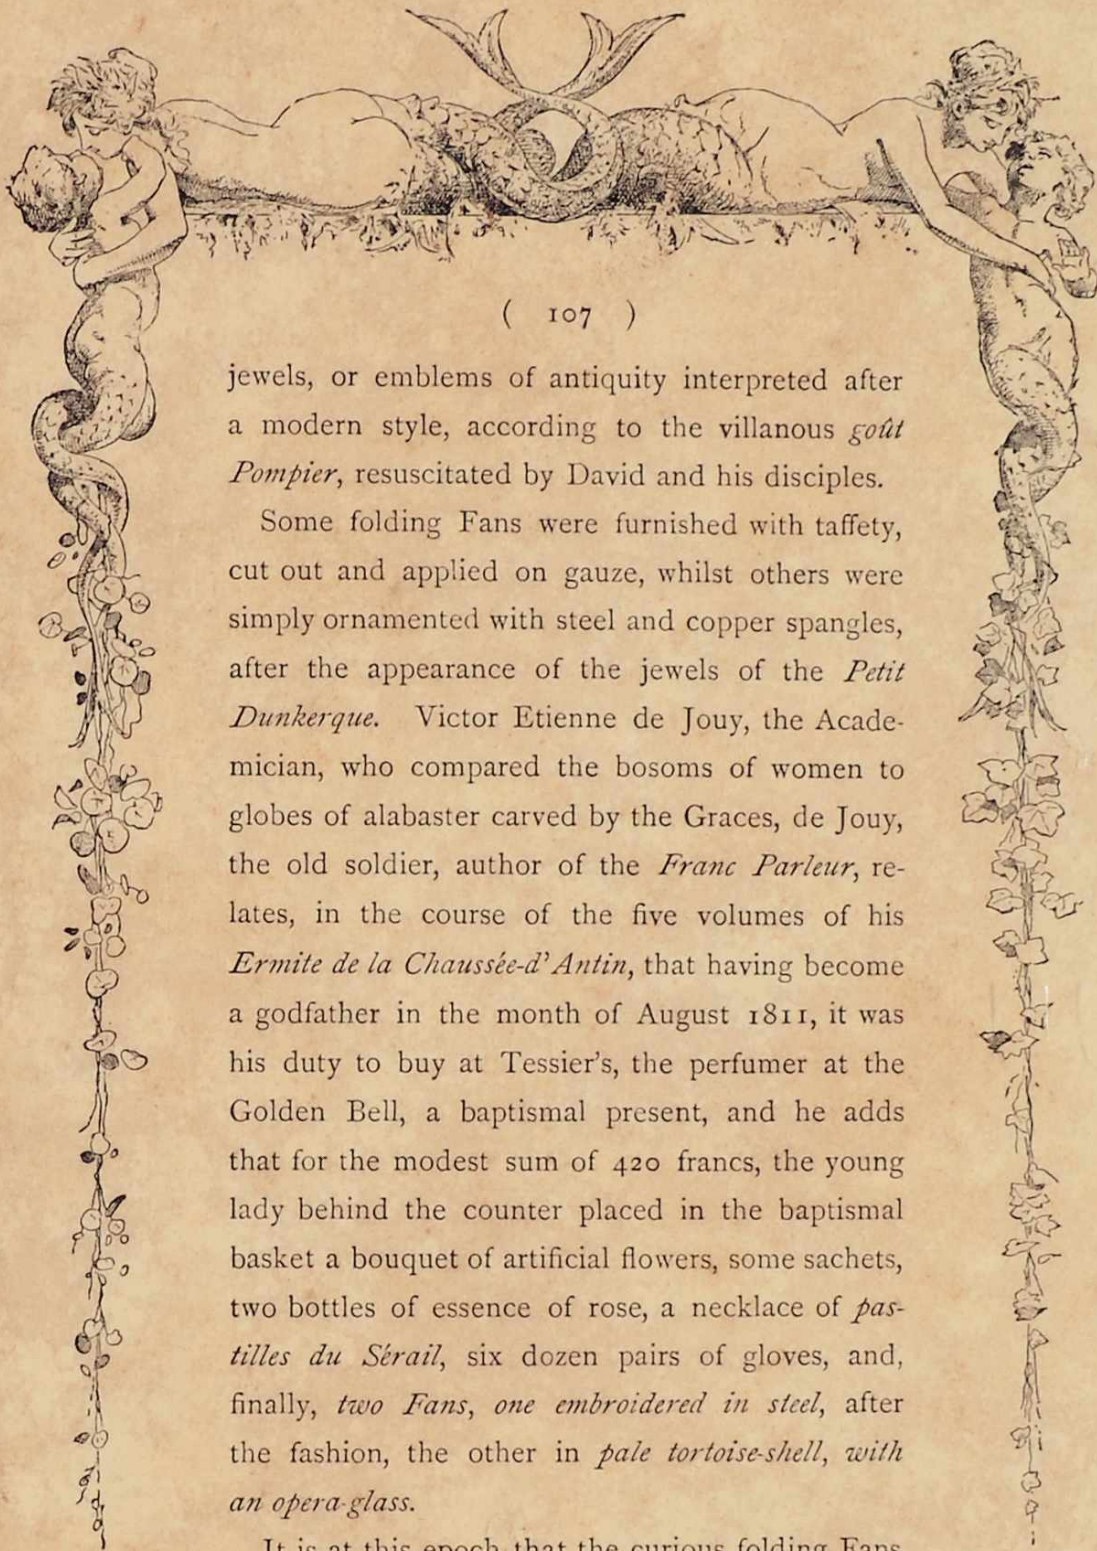 ( 107 )
jewels, or emblems of antiquity interpreted after
a modern style, according to the villanous goût
Pompier, resuscitated by David and his disciples.
Some folding Fans were furnished with taffety,
cut out and applied on gauze, whilst others were
simply ornamented with steel and copper spangles,
after the appearance of the jewels of the Petit
Dunkerque. Victor Etienne de Jouy, the Acade-
mician, who compared the bosoms of women to
globes of alabaster carved by the Graces, de Jouy,
the old soldier, author of the Franc Parleur, re-
lates, in the course of the five volumes of his
Ermite de la Chaussée-d'Antin, that having become
a godfather in the month of August 1811, it was
his duty to buy at Tessier's, the perfumer at the
Golden Bell, a baptismal present, and he adds
that for the modest sum of 420 francs, the young
lady behind the counter placed in the baptismal
basket a bouquet of artificial flowers, some sachets,
two bottles of essence of rose, a necklace of pas-
tilles du Sérail, six dozen pairs of gloves, and,
finally, two Fans, one embroidered in steel, after
the fashion, the other in pale tortoise-shell, with
an opera-glass.
It is at this epoch that the curious folding Fans